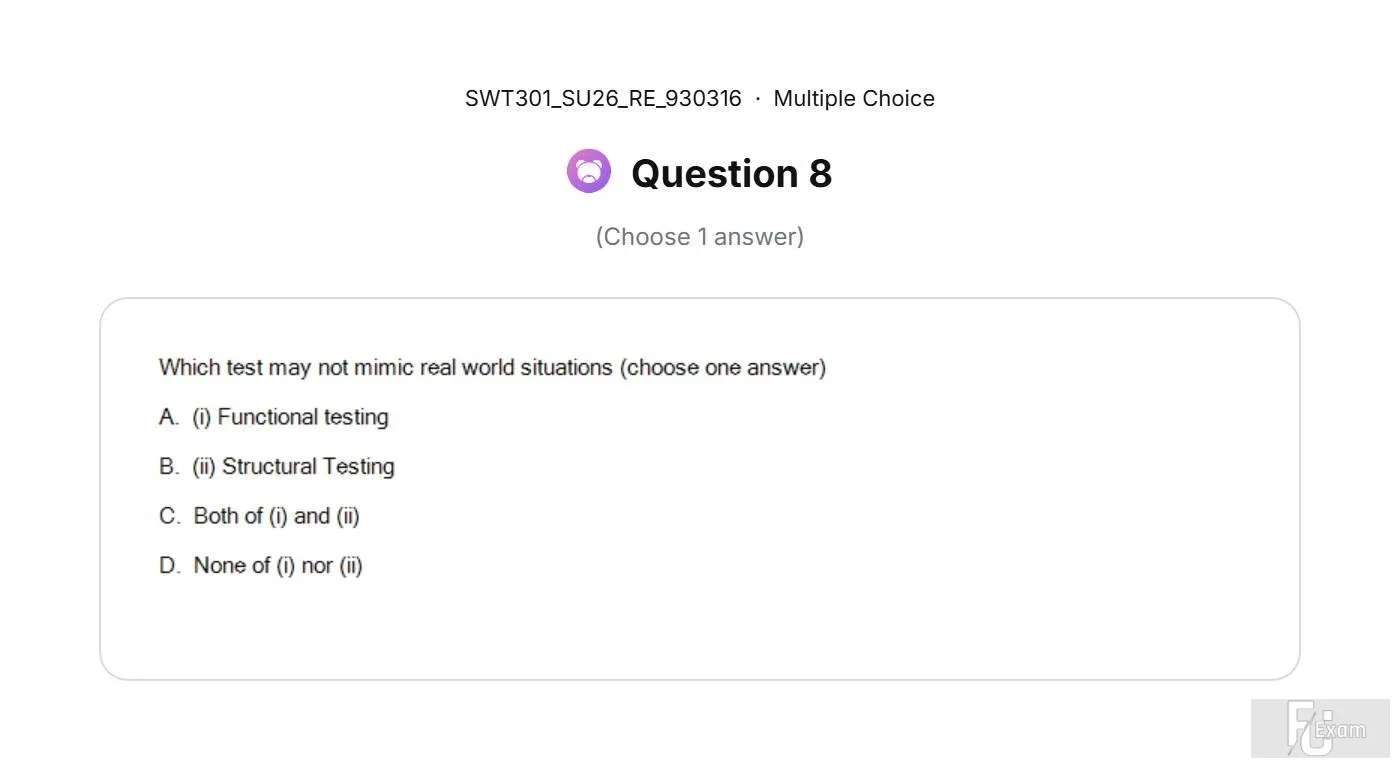 SWT301_SU26_RE_930316 · Multiple Choice
Question 8
(Choose 1 answer)
Which test may not mimic real world situations (choose one answer)
A. (i) Functional testing
B. (ii) Structural Testing
C. Both of (i) and (ii)
D. None of (i) nor (ii)
Exam